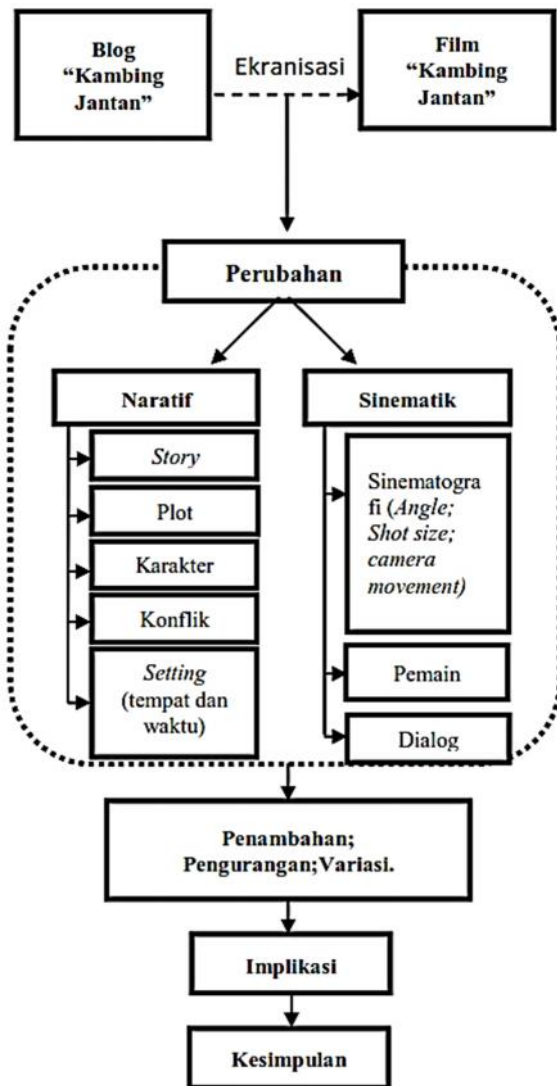 Blog
“Kambing
Jantan”
Ekranisasi
Film
“Kambing
Jantan”
Perubahan
Naratif
Story
Plot
Karakter
Konflik
Setting
(tempat dan
waktu)
Sinematik
Sinematogra
fi (Angle;
Shot size;
camera
movement)
Pemain
Dialog
Penambahan;
Pengurangan;Variasi.
Implikasi
Kesimpulan